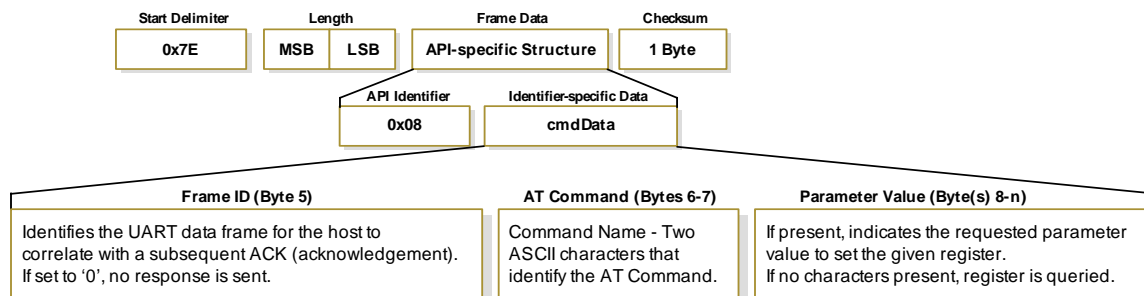 Start Delimiter
Length
Frame Data
Checksum
0x7E
MSB
LSB
API-specific Structure
1 Byte
API Identifier
Identifier-specific Data
0x08
cmdData
Frame ID (Byte 5)
Identifies the UART data frame for the host to
correlate with a subsequent ACK (acknowledgement).
If set to ‘0’, no response is sent.
AT Command (Bytes 6-7)
Command Name - Two
ASCII characters that
identify the AT Command.
Parameter Value (Byte(s) 8-n)
If present, indicates the requested parameter
value to set the given register.
If no characters present, register is queried.